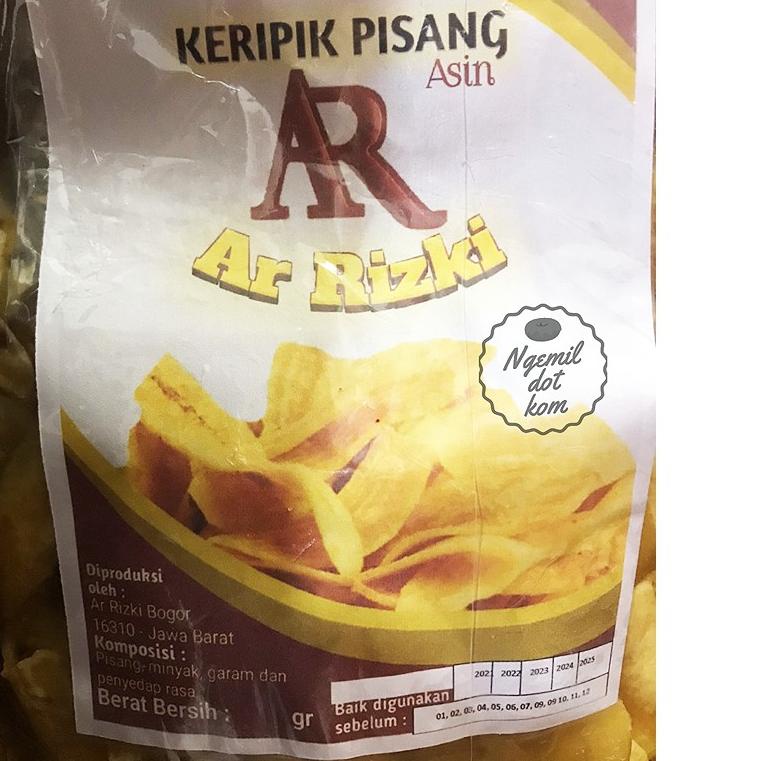 KERIPIK PISANG
Asin
AR
Ar Rizki
Ngemil
dot
kom
Diproduksi
oleh :
Ar Rizki Bogor
16310 - Jawa Barat
Komposisi :
Pisang, minyak, garam dan
penyedap rasa
Berat Bersih : gr
Baik digunakan
sebelum :
2021 2022 2023 2024 2025
01, 02, 03, 04, 05, 06, 07, 09, 09 10, 11, 12